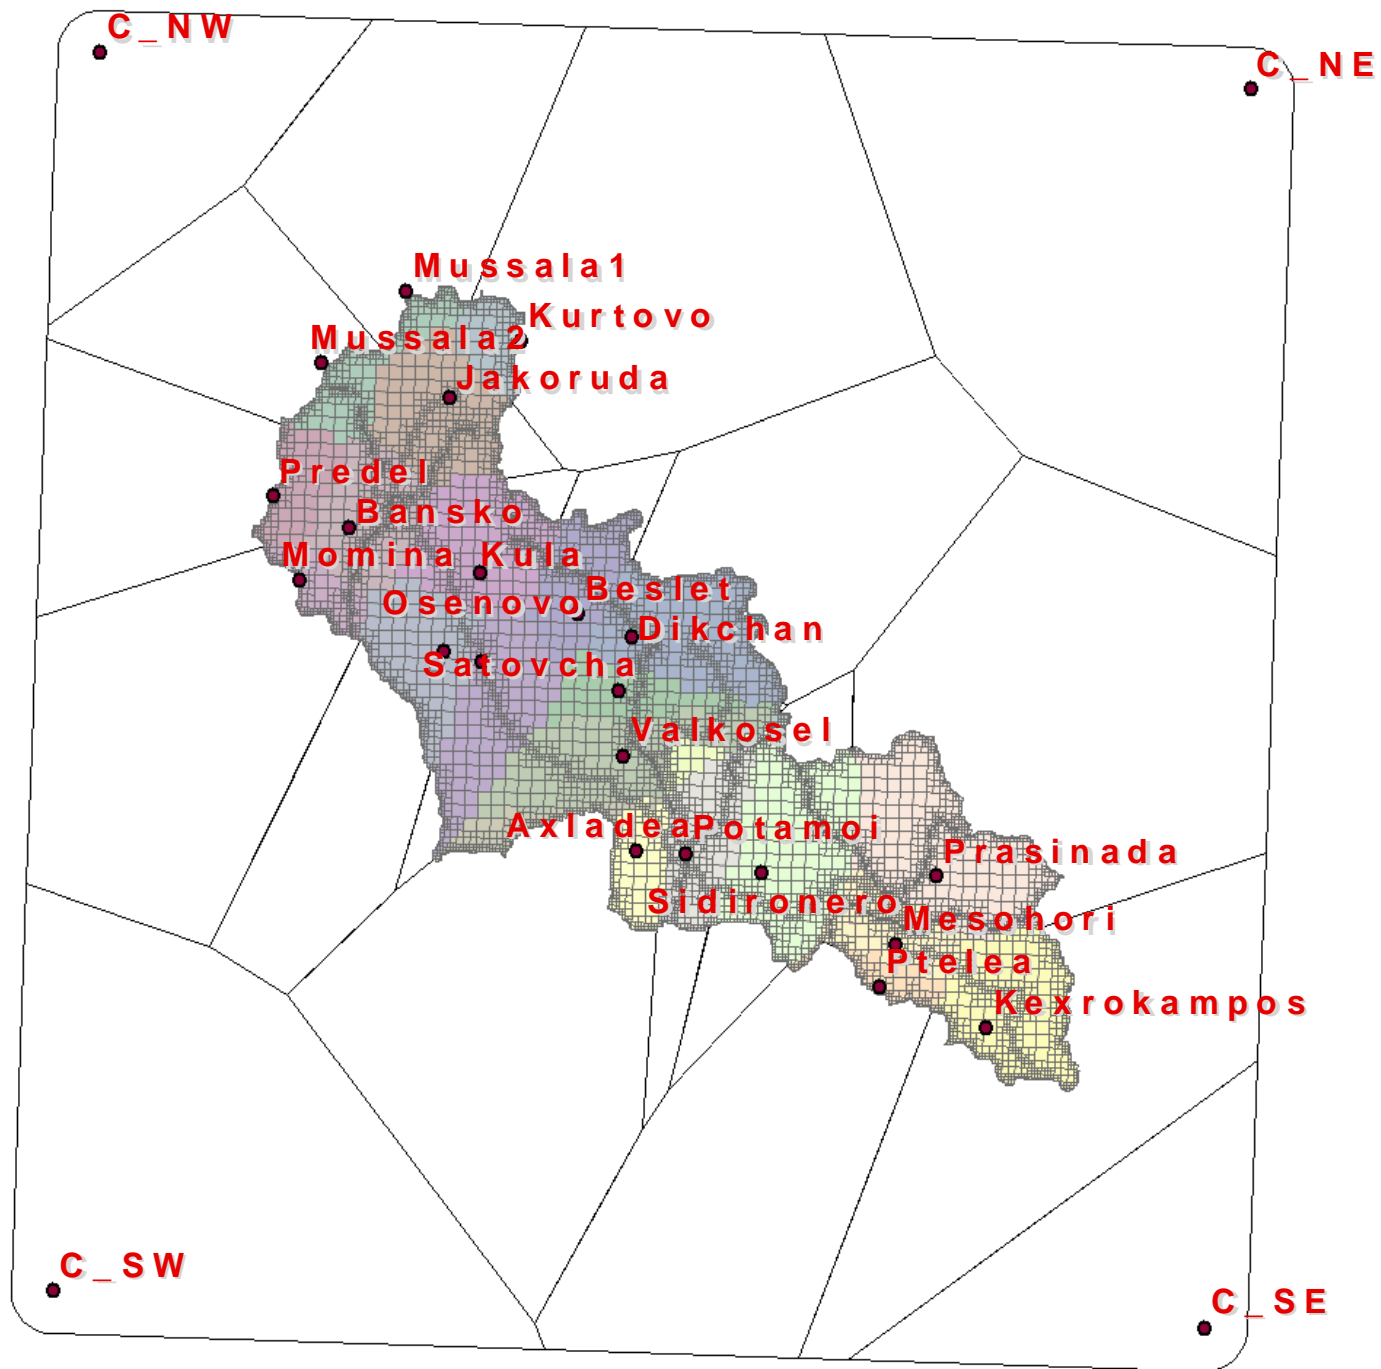 C_NW
C_NE
Mussala1
Kurtovo
Mussala2
Jakoruda
Predel
Bansko
Momina Kula
Beslet
Osenovo
Dikchan
Satovcha
Valkosel
Axladea
Potamoi
Prasinada
Sidironero
Mesohori
Ptelea
Kexrokampos
C_SW
C_SE